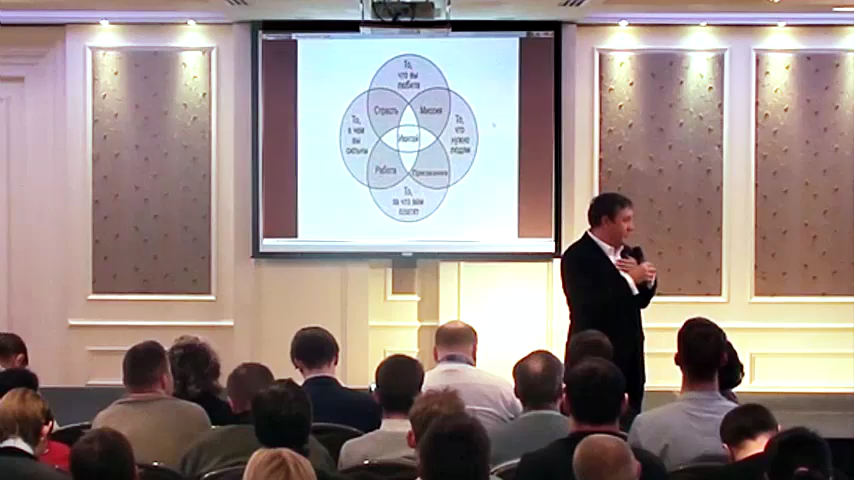 То,
что вы
любите
Страсть
Миссия
То,
в чем
вы
сильны
Икигай
То,
что
нужно
людям
Работа
Призвание
То,
за что вам
платят